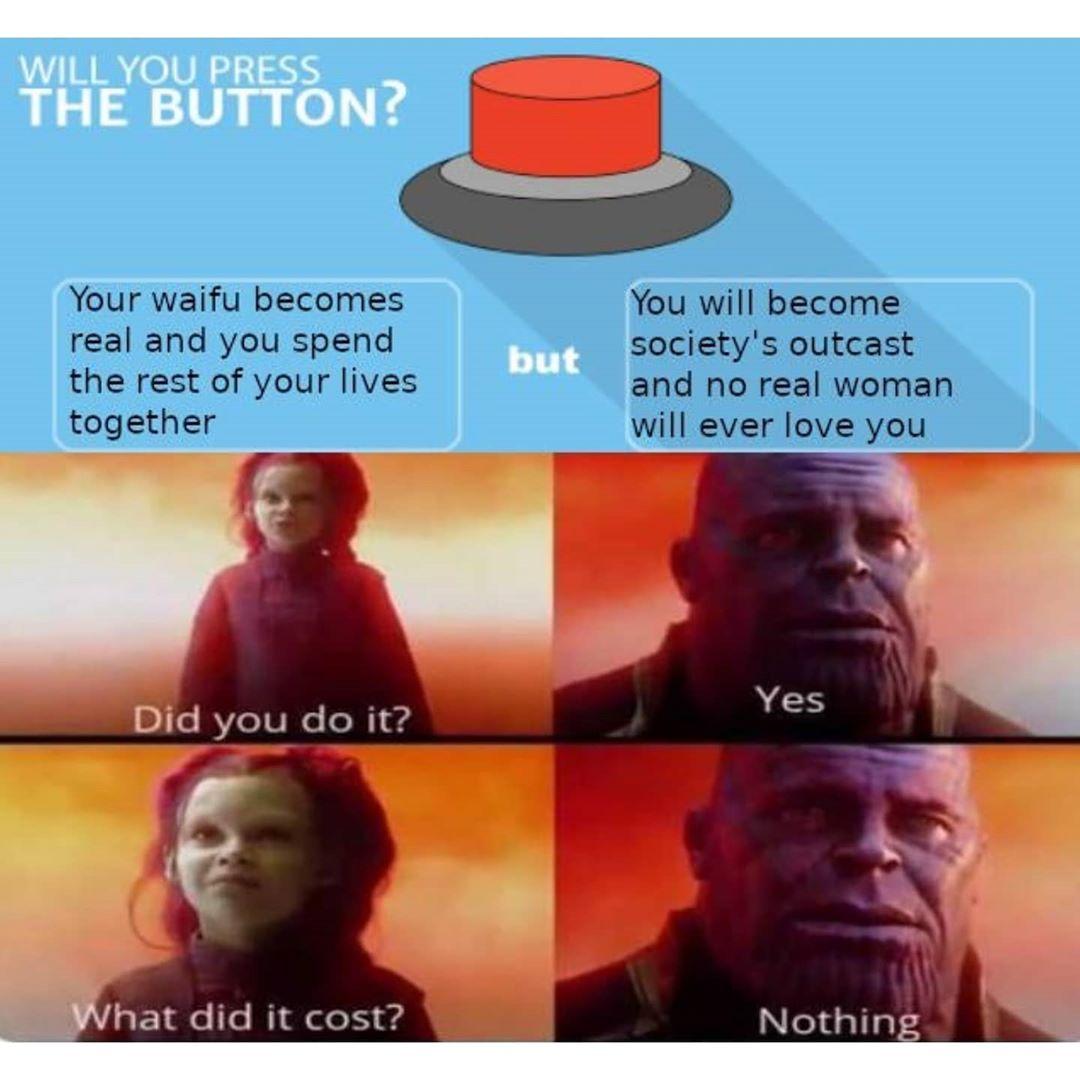 WILL YOU PRESS
THE BUTTON?
Your waifu becomes
real and you spend
the rest of your lives
together
but
You will become
society's outcast
and no real woman
will ever love you
Did you do it?
Yes
What did it cost?
Nothing